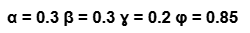 α = 0.3 β = 0.3 ɣ = 0.2 φ = 0.85